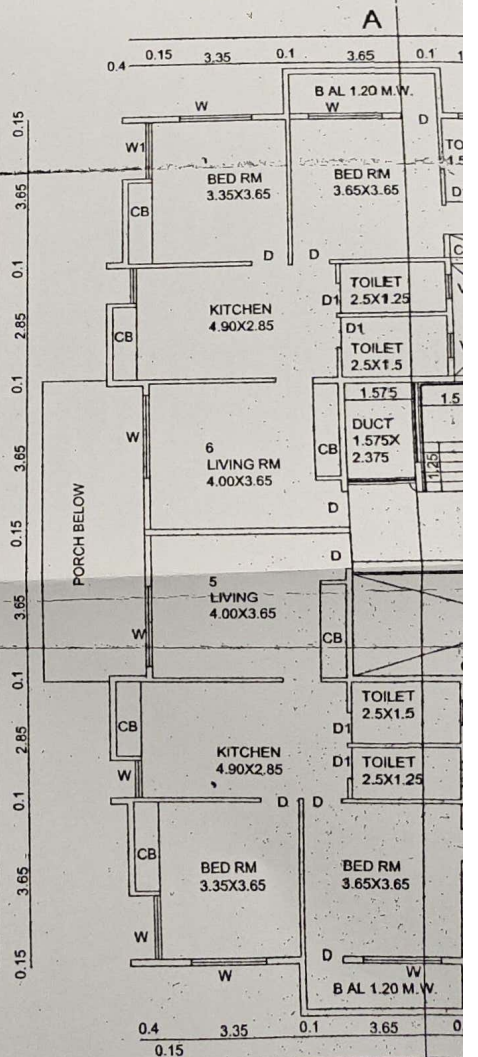 A
0.4 0.15 3.35 0.1 3.65 0.1
B AL 1.20 M.W.
W W
D
0.15
W1
BED RM
3.35X3.65
BED RM
3.65X3.65
3.65
CB
D D
0.1
TOILET
2.5X1.25
D1
KITCHEN
4.90X2.85
D1
TOILET
2.5X1.5
CB
2.85
0.1
1.575
1.5
DUCT
1.575X
2.375
1.25
W
6
LIVING RM
4.00X3.65
CB
3.65
D
PORCH BELOW
0.15
D
5
LIVING
4.00X3.65
W
CB
3.65
0.1
TOILET
2.5X1.5
CB
D1
KITCHEN
4.90X2.85
D1
TOILET
2.5X1.25
W
2.85
0.1
D D
CB
BED RM
3.35X3.65
BED RM
3.65X3.65
3.65
W
D
0.15
W W
B AL 1.20 M.W.
0.4 3.35 0.1 3.65
0.15